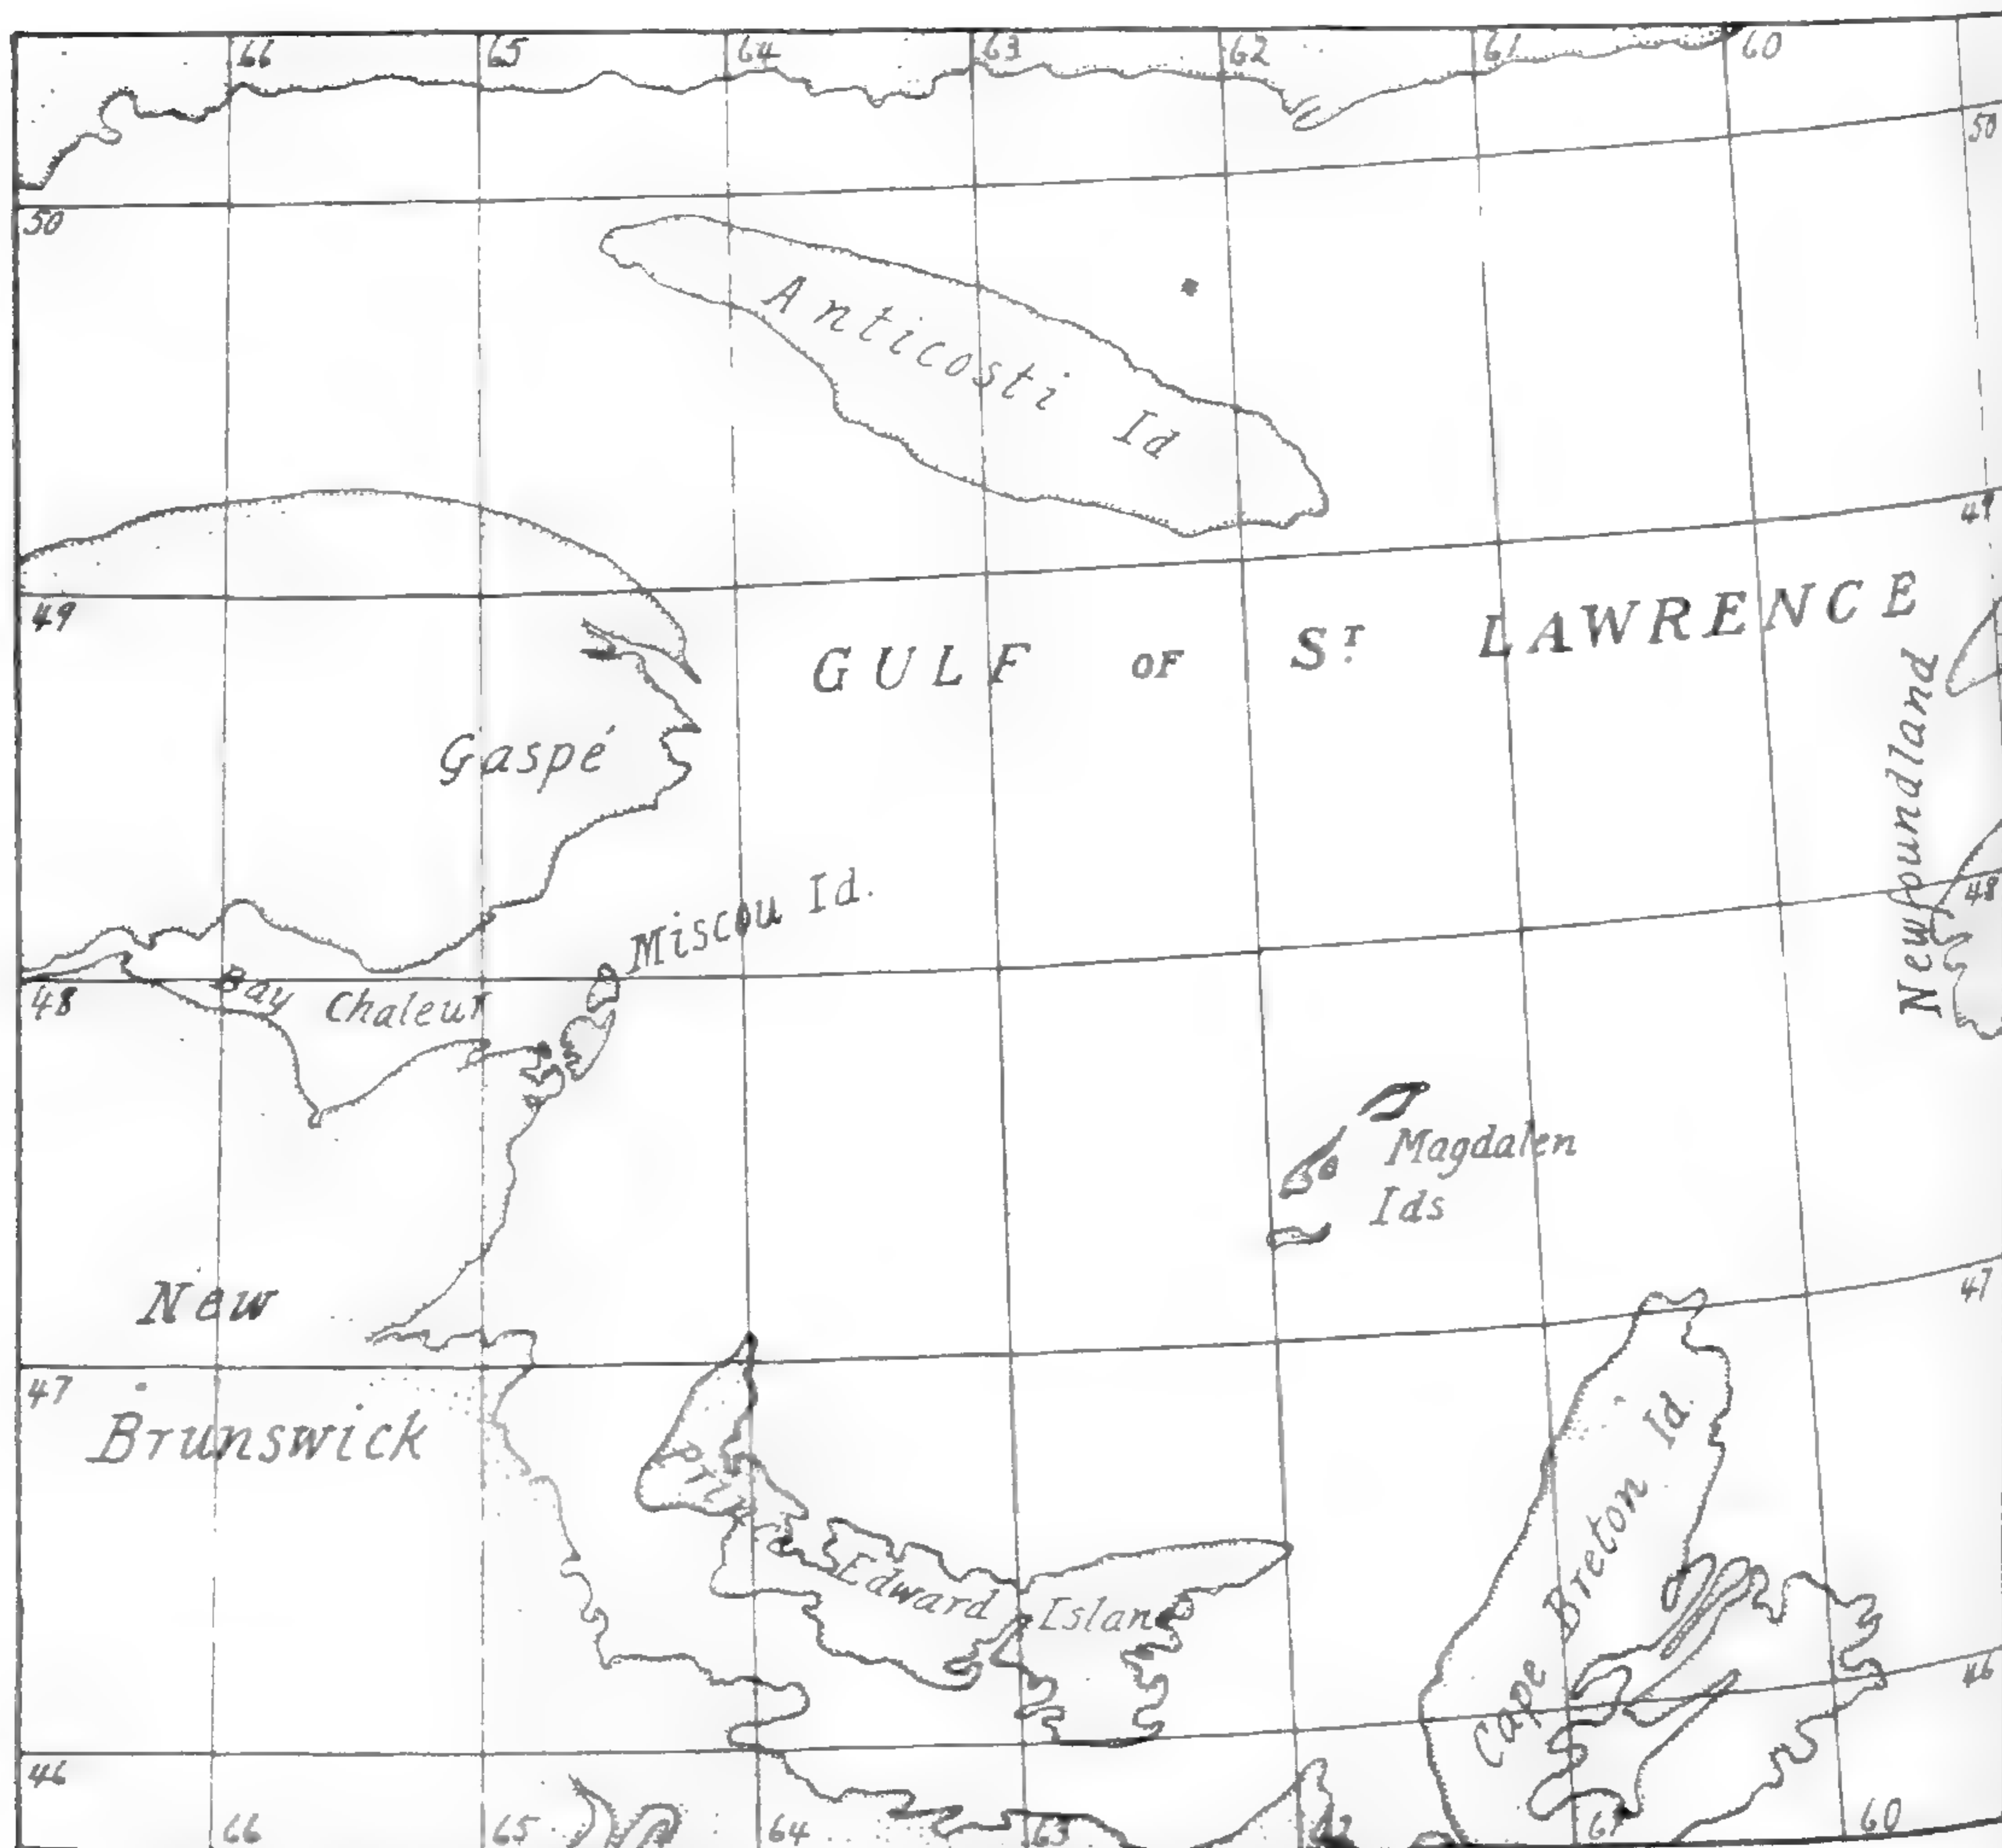 66 65 64 63 62 61 60
50
50
Anticosti Id
49
49
GULF OF ST. LAWRENCE
Newfoundland
Gaspé
Miscou Id.
48
48
Bay Chaleur
Magdalen
Ids
New
47
47
Brunswick
Prince Edward Island
Cape Breton Id.
46
46
66 65 64 63 62 61 60